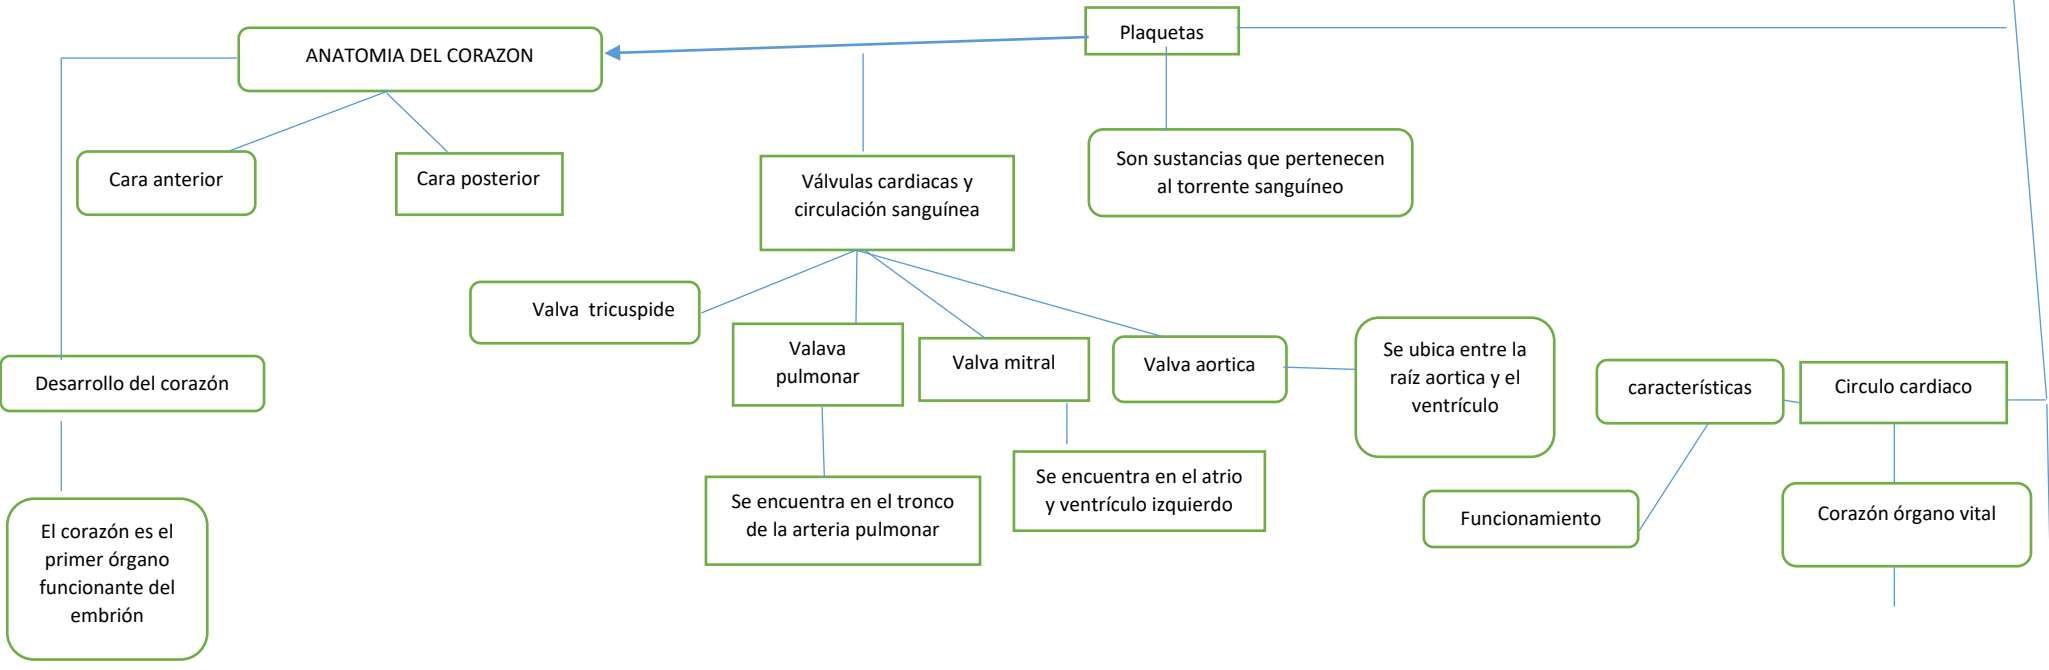 Plaquetas
ANATOMIA DEL CORAZON
Cara anterior
Cara posterior
Válvulas cardiacas y
circulación sanguínea
Son sustancias que pertenecen
al torrente sanguíneo
Valva  tricuspide
Valava
pulmonar
Valva mitral
Valva aortica
Se ubica entre la
raíz aortica y el
ventrículo
características
Circulo cardiaco
Desarrollo del corazón
Se encuentra en el tronco
de la arteria pulmonar
Se encuentra en el atrio
y ventrículo izquierdo
Funcionamiento
Corazón órgano vital
El corazón es el
primer órgano
funcionante del
embrión